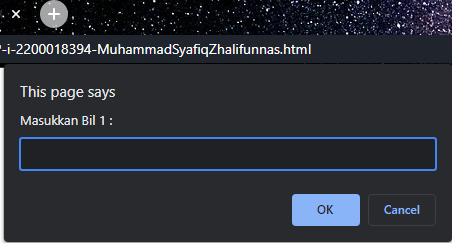 -i-2200018394-MuhammadSyafiqZhalifunnas.html
This page says
Masukkan Bil 1 :
OK
Cancel